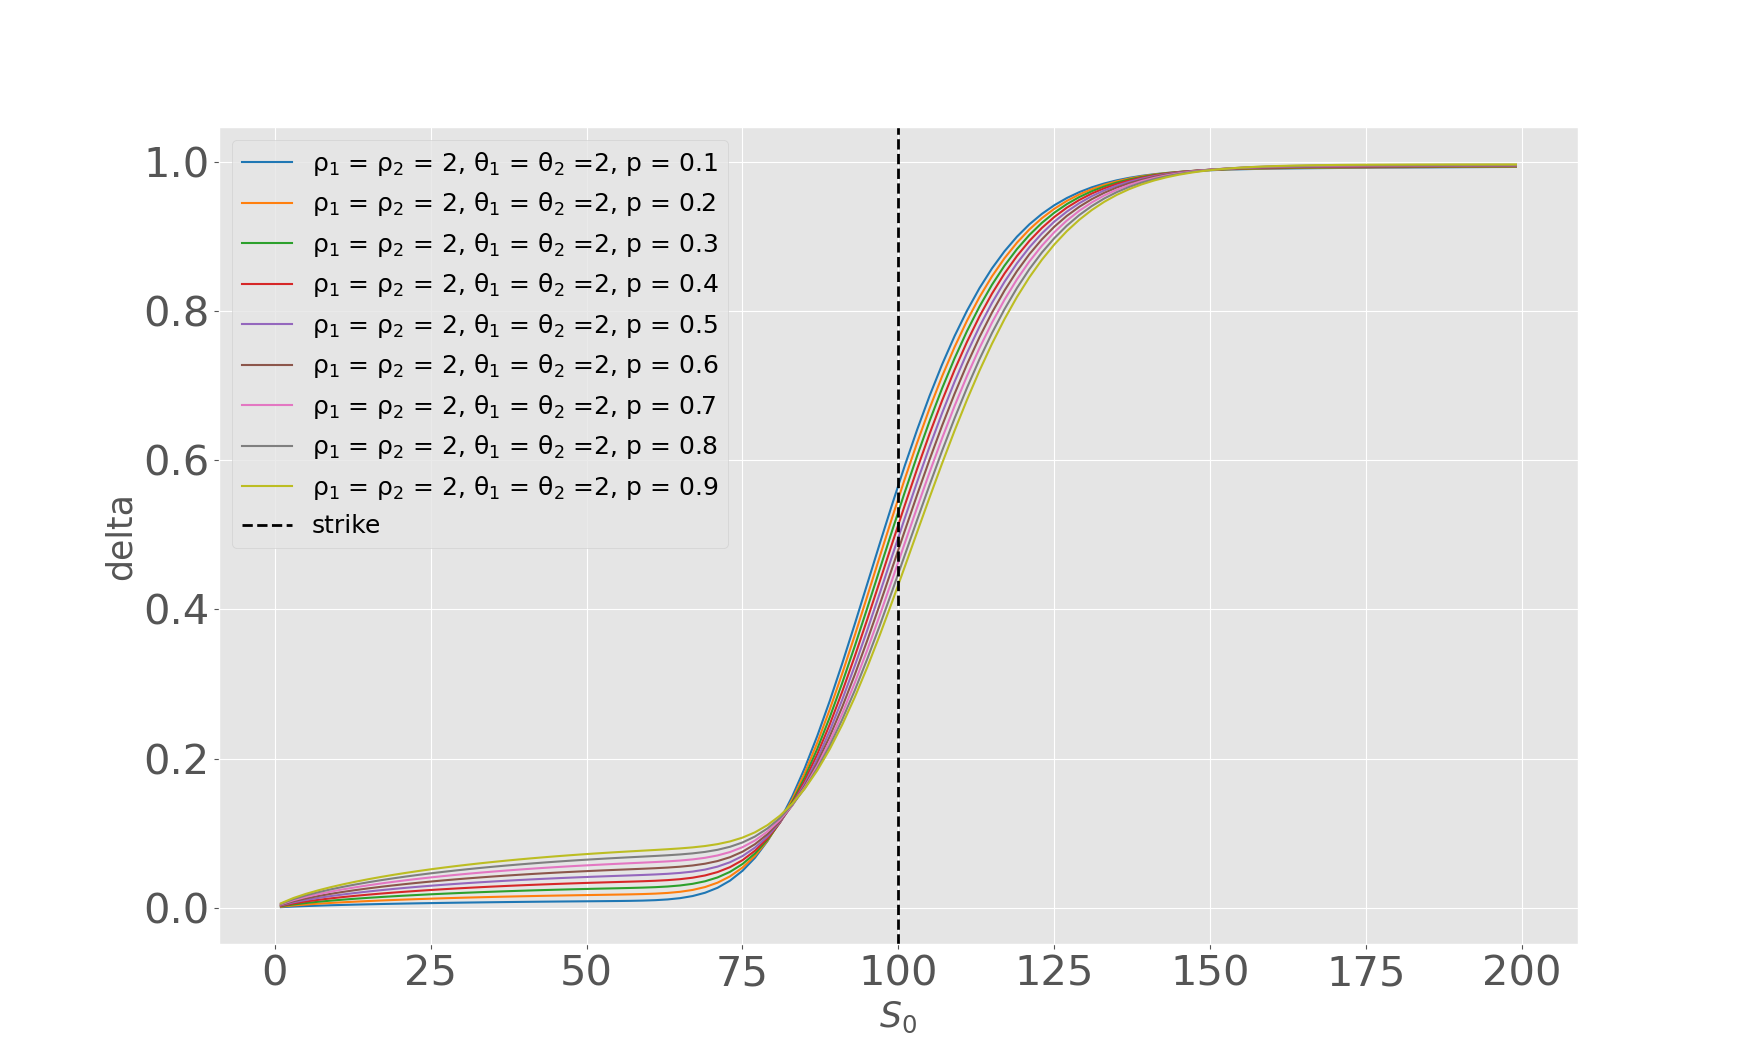 ρ₁ = ρ₂ = 2, θ₁ = θ₂ =2, p = 0.1
ρ₁ = ρ₂ = 2, θ₁ = θ₂ =2, p = 0.2
ρ₁ = ρ₂ = 2, θ₁ = θ₂ =2, p = 0.3
ρ₁ = ρ₂ = 2, θ₁ = θ₂ =2, p = 0.4
ρ₁ = ρ₂ = 2, θ₁ = θ₂ =2, p = 0.5
ρ₁ = ρ₂ = 2, θ₁ = θ₂ =2, p = 0.6
ρ₁ = ρ₂ = 2, θ₁ = θ₂ =2, p = 0.7
ρ₁ = ρ₂ = 2, θ₁ = θ₂ =2, p = 0.8
ρ₁ = ρ₂ = 2, θ₁ = θ₂ =2, p = 0.9
strike
1.0
0.8
0.6
0.4
0.2
0.0
delta
0 25 50 75 100 125 150 175 200
S₀